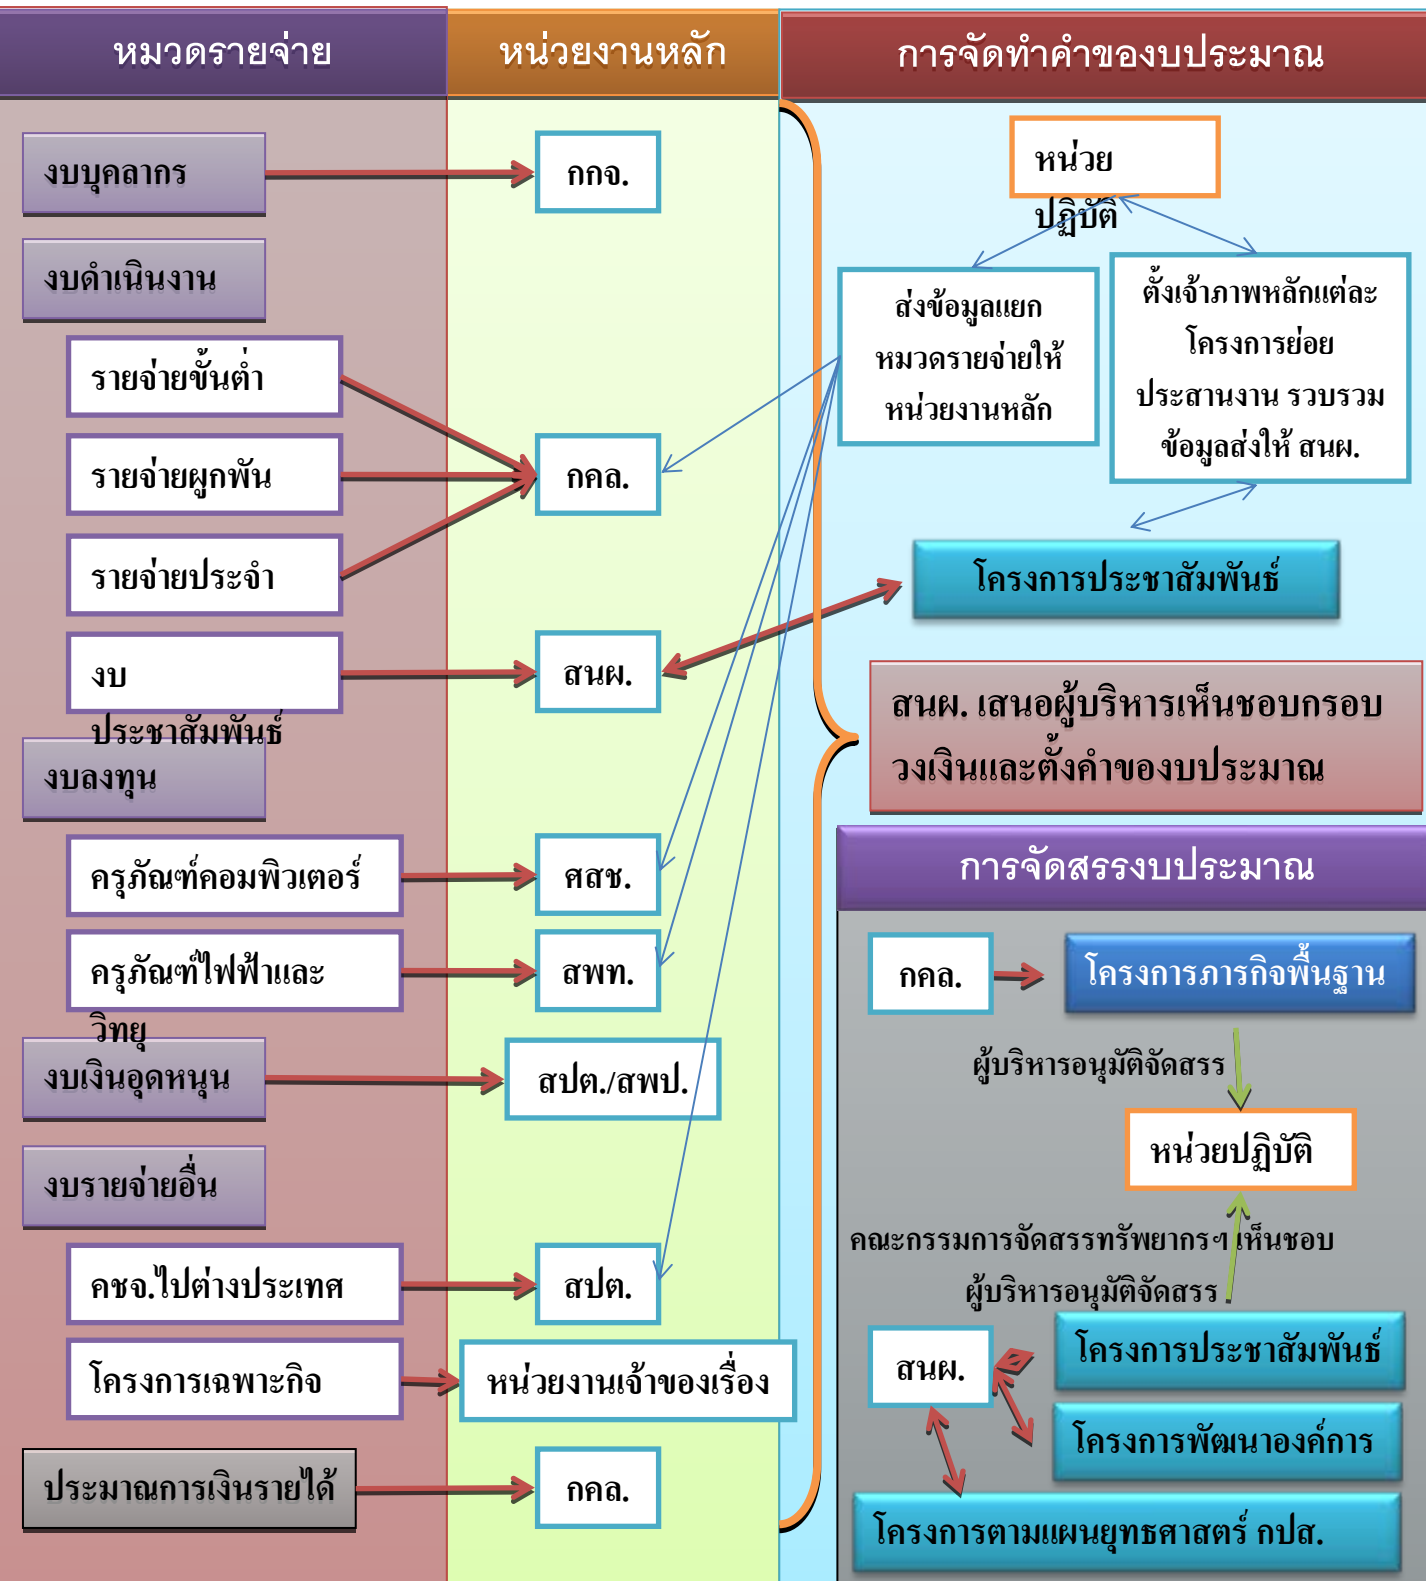 หมวดรายจ่าย
หน่วยงานหลัก
การจัดทำคำของบประมาณ
งบบุคลากร
กกจ.
งบดำเนินงาน
รายจ่ายขั้นต่ำ
รายจ่ายผูกพัน
กคล.
รายจ่ายประจำ
งบ
ประชาสัมพันธ์
สนผ.
งบลงทุน
ครุภัณฑ์คอมพิวเตอร์
ศสช.
ครุภัณฑ์ไฟฟ้าและ
วิทยุ
สพท.
งบเงินอุดหนุน
สปต./สพป.
งบรายจ่ายอื่น
คชจ.ไปต่างประเทศ
สปต.
โครงการเฉพาะกิจ
หน่วยงานเจ้าของเรื่อง
ประมาณการเงินรายได้
กคล.
หน่วย
ปฏิบัติ
ส่งข้อมูลแยก
หมวดรายจ่ายให้
หน่วยงานหลัก
ตั้งเจ้าภาพหลักแต่ละ
โครงการย่อย
ประสานงาน รวบรวม
ข้อมูลส่งให้ สนผ.
โครงการประชาสัมพันธ์
สนผ. เสนอผู้บริหารเห็นชอบกรอบ
วงเงินและตั้งคำของบประมาณ
การจัดสรรงบประมาณ
กคล.
โครงการภารกิจพื้นฐาน
ผู้บริหารอนุมัติจัดสรร
หน่วยปฏิบัติ
คณะกรรมการจัดสรรทรัพยากรฯเห็นชอบ
ผู้บริหารอนุมัติจัดสรร
โครงการประชาสัมพันธ์
สนผ.
โครงการพัฒนาองค์การ
โครงการตามแผนยุทธศาสตร์ กปส.